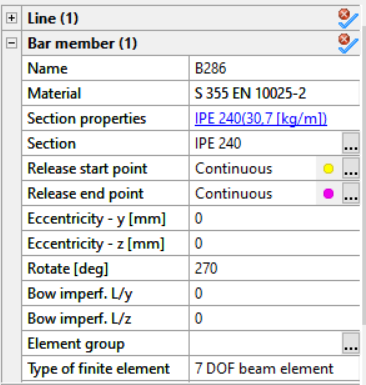 Line (1)
Bar member (1)
Name B286
Material S 355 EN 10025-2
Section properties IPE 240(30,7 [kg/m])
Section IPE 240 ...
Release start point Continuous ...
Release end point Continuous ...
Eccentricity - y [mm] 0
Eccentricity - z [mm] 0
Rotate [deg] 270
Bow imperf. L/y 0
Bow imperf. L/z 0
Element group ...
Type of finite element 7 DOF beam element